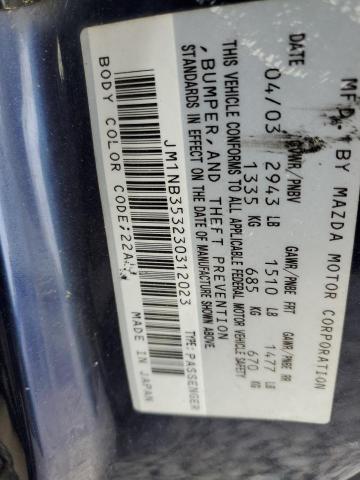 MFD. BY MAZDA MOTOR CORPORATION
DATE GVWR/PNBV GAWR/PNBE FRT GAWR/PNBE RR
04/03 2943 LB 1510 LB 1477 LB
1335 KG 685 KG 670 KG
THIS VEHICLE CONFORMS TO ALL APPLICABLE FEDERAL MOTOR VEHICLE SAFETY
, BUMPER, AND THEFT PREVENTION
STANDARDS IN EFFECT ON THE DATE OF MANUFACTURE SHOWN ABOVE.
JM1NB353230312023 TYPE: PASSENGER
BODY COLOR CODE:22A MADE IN JAPAN